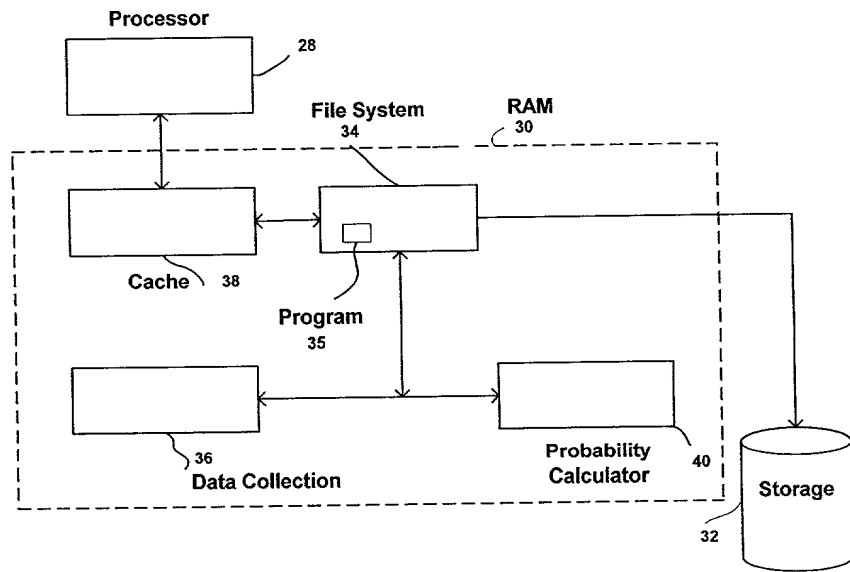 Processor
28
File System
34
RAM
30
Cache
38
Program
35
36
Data Collection
Probability
Calculator
40
Storage
32